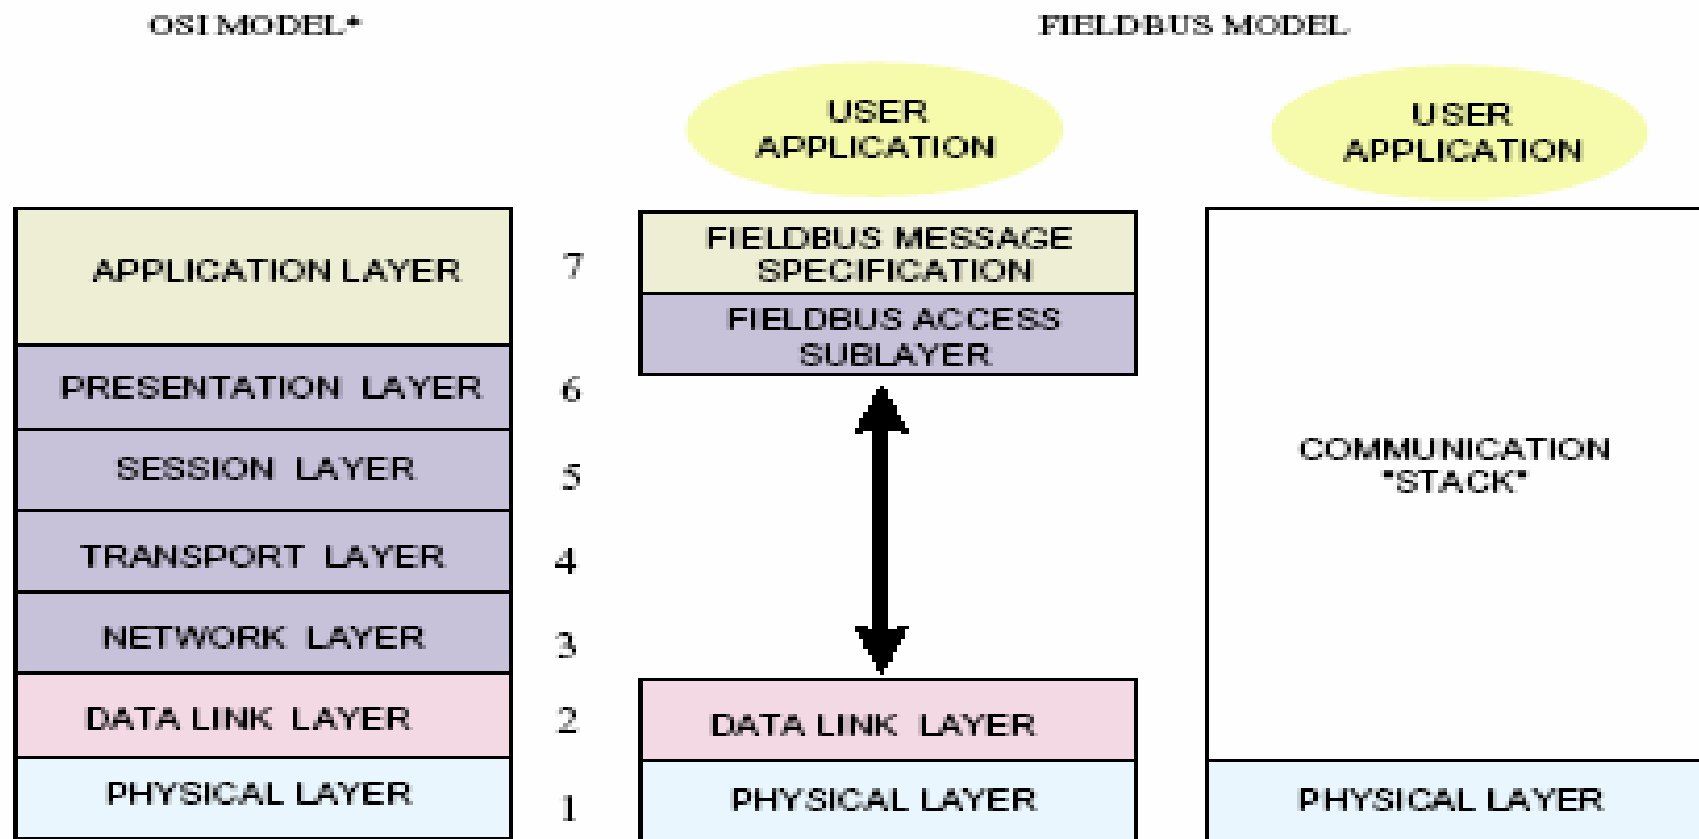 OSI MODEL*
FIELDBUS MODEL
USER
APPLICATION
USER
APPLICATION
APPLICATION LAYER
7
FIELDBUS MESSAGE
SPECIFICATION
FIELDBUS ACCESS
SUBLAYER
PRESENTATION LAYER
6
SESSION LAYER
5
COMMUNICATION
"STACK"
TRANSPORT LAYER
4
NETWORK LAYER
3
DATA LINK LAYER
2
DATA LINK LAYER
PHYSICAL LAYER
1
PHYSICAL LAYER
PHYSICAL LAYER